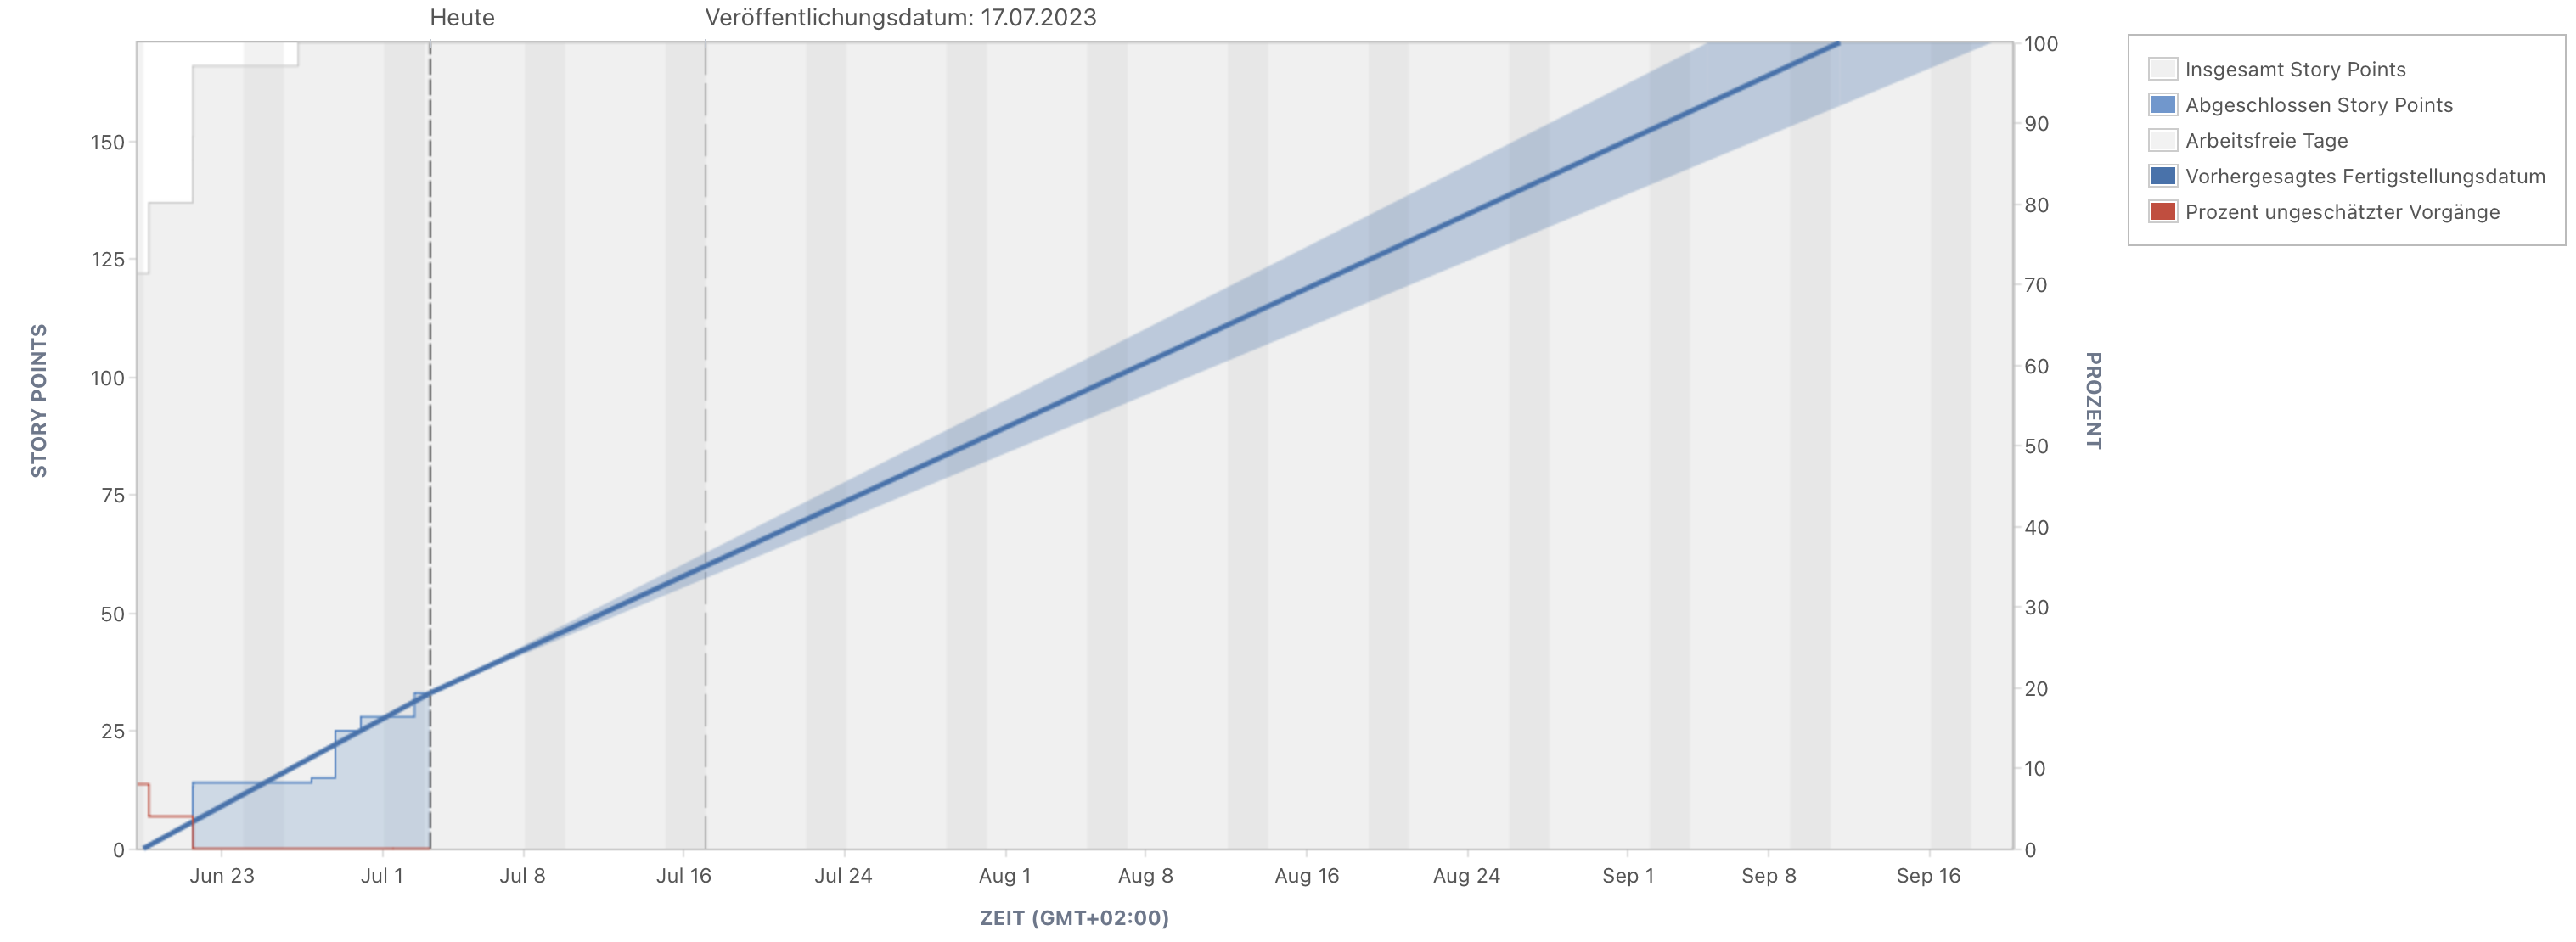 Heute
Veröffentlichungsdatum: 17.07.2023
STORY POINTS
150
125
100
75
50
25
0
100
90
80
70
60
50
40
30
20
10
0
PROZENT
Jun 23
Jul 1
Jul 8
Jul 16
Jul 24
Aug 1
Aug 8
Aug 16
Aug 24
Sep 1
Sep 8
Sep 16
ZEIT (GMT+02:00)
Insgesamt Story Points
Abgeschlossen Story Points
Arbeitsfreie Tage
Vorhergesagtes Fertigstellungsdatum
Prozent ungeschätzter Vorgänge